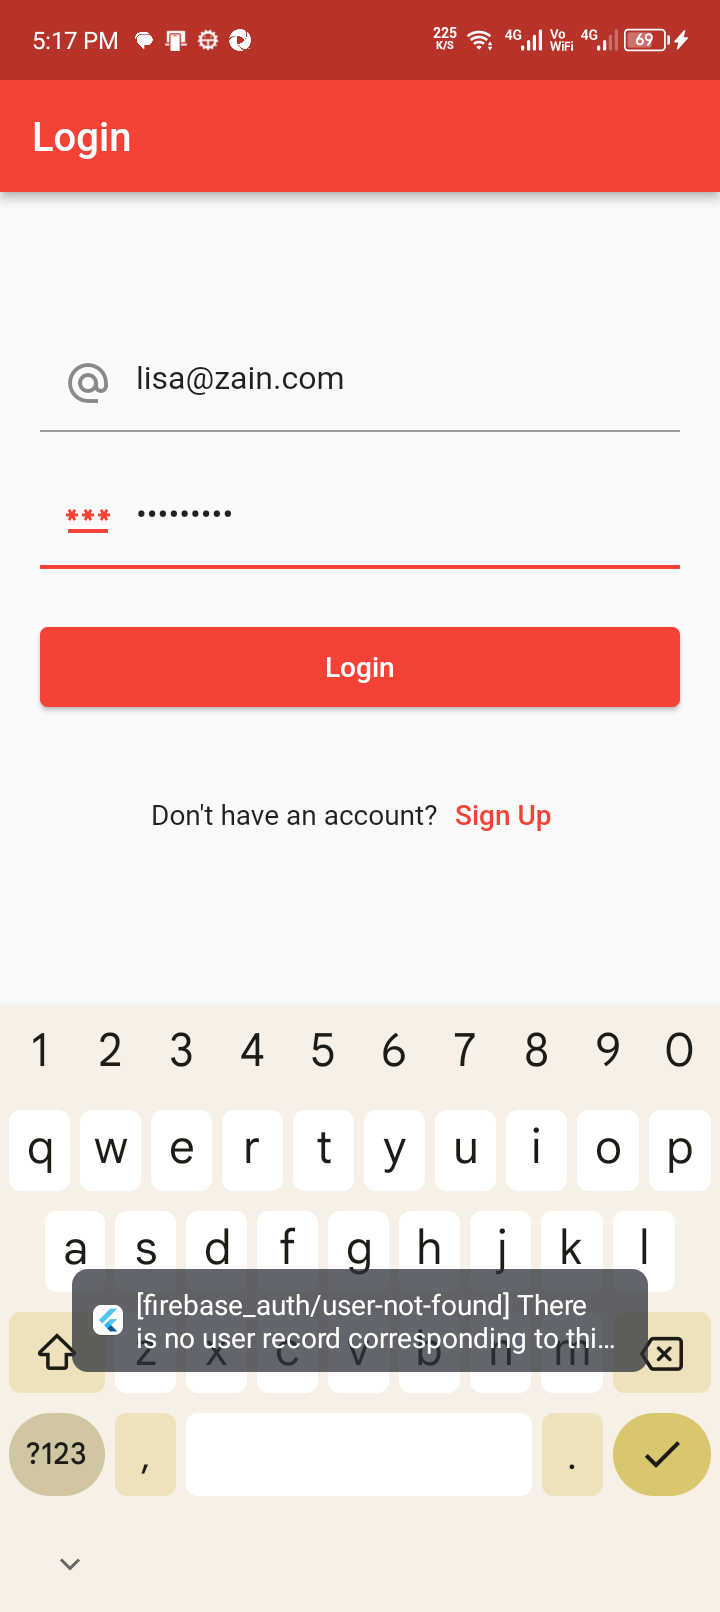 5:17 PM 225 K/S 4G Vo WiFi 4G 69
Login
lisa@zain.com
•••••••••
Login
Don't have an account? Sign Up
1 2 3 4 5 6 7 8 9 0
q w e r t y u i o p
a s d f g h j k l
[firebase_auth/user-not-found] There
is no user record corresponding to thi...
z x c v b n m
?123 , .